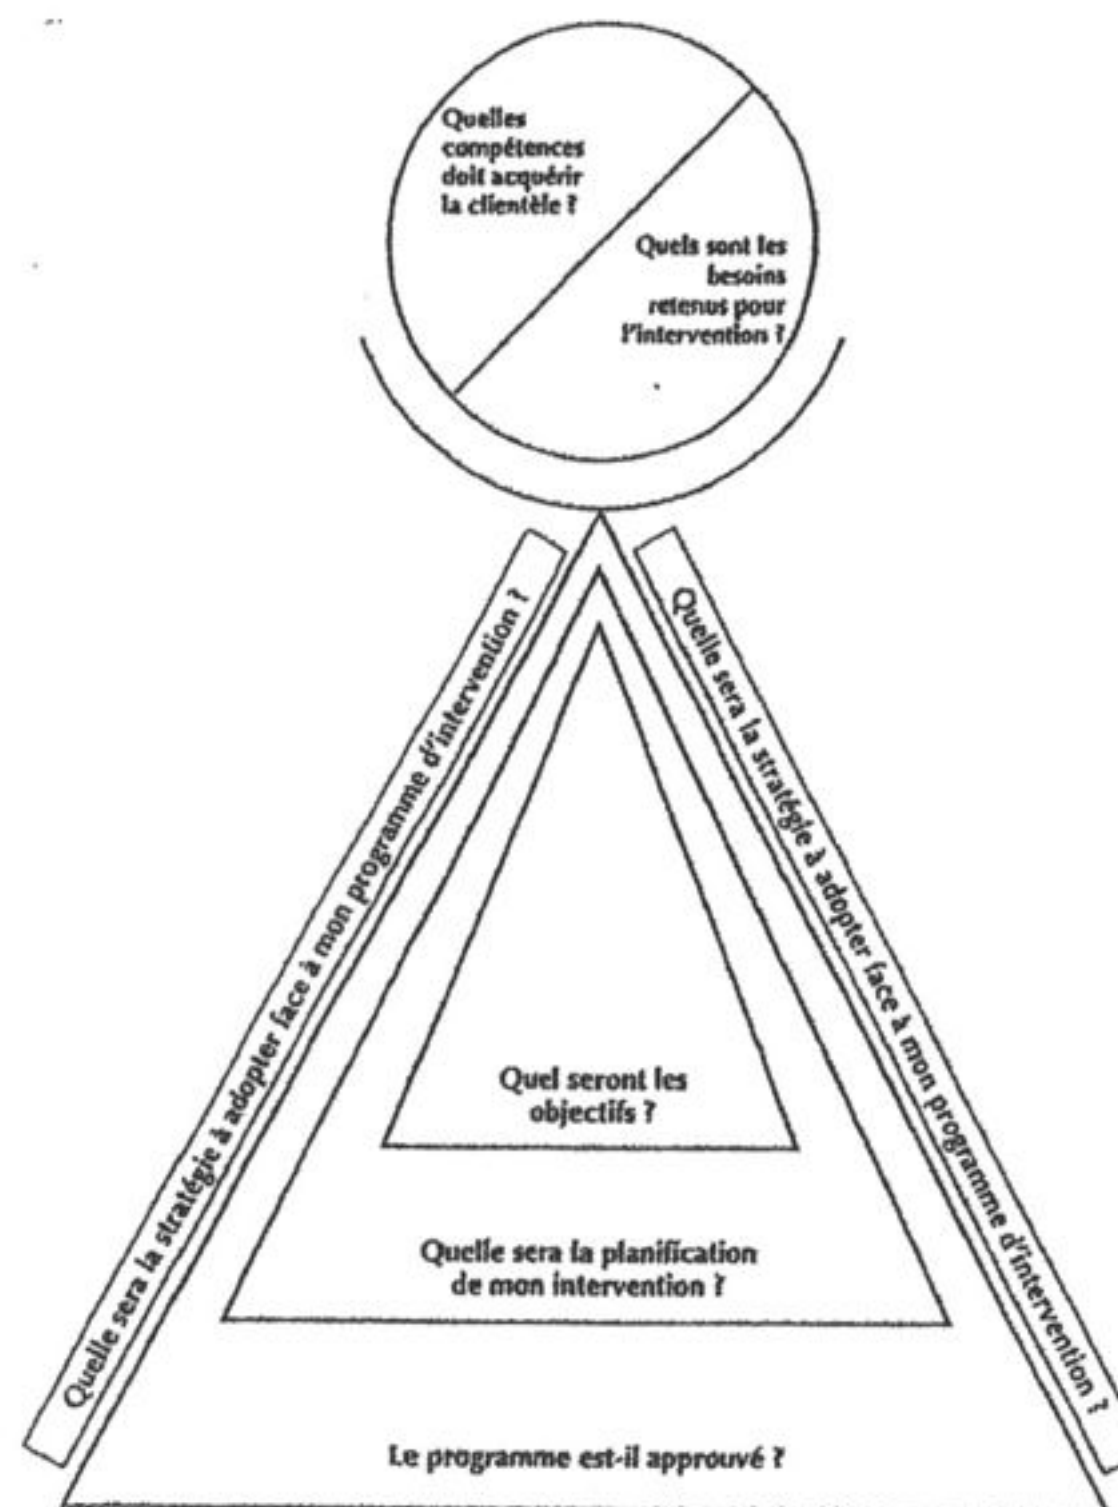 Quelles
compétences
doit acquérir
la clientèle ?
Quels sont les
besoins
retenus pour
l'intervention ?
Quelle sera la stratégie à adopter face à mon programme d'intervention ?
Quelle sera la stratégie à adopter face à mon programme d'intervention ?
Quel seront les
objectifs ?
Quelle sera la planification
de mon intervention ?
Le programme est-il approuvé ?